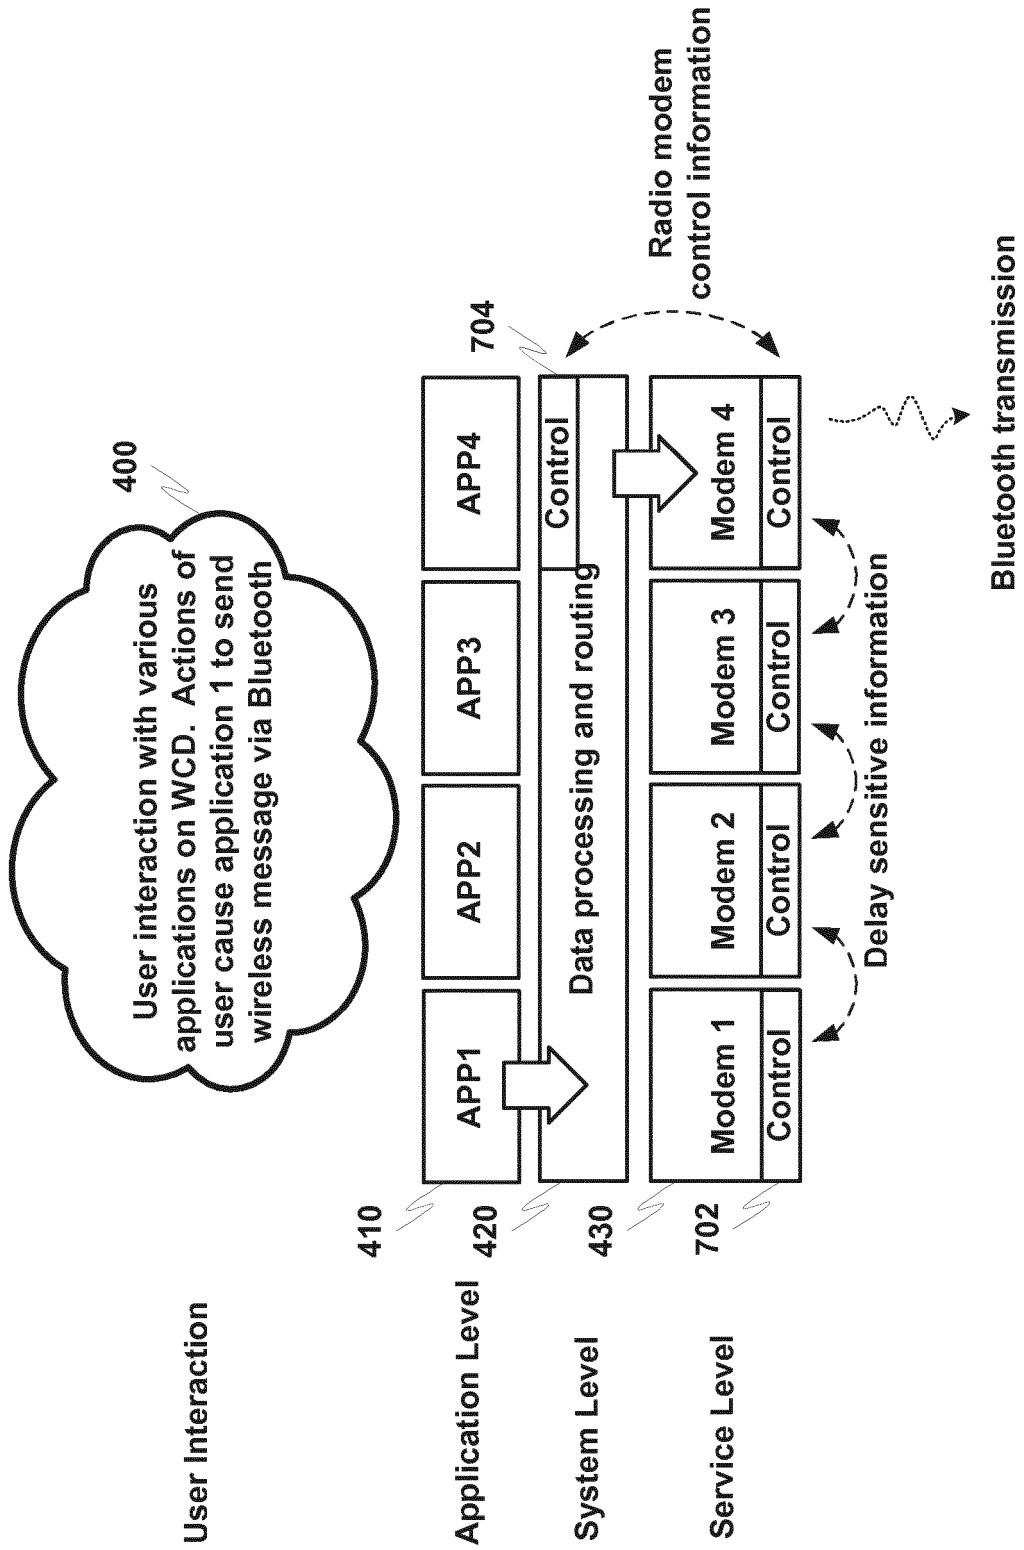 User Interaction
User interaction with various
applications on WCD.  Actions of
user cause application 1 to send
wireless message via Bluetooth
400
410
Application Level
APP1
APP2
APP3
APP4
704
420
System Level
Data processing and routing
Control
Radio modem
control information
430
Service Level
Modem 1
Modem 2
Modem 3
Modem 4
702
Control
Control
Control
Control
Delay sensitive information
Bluetooth transmission